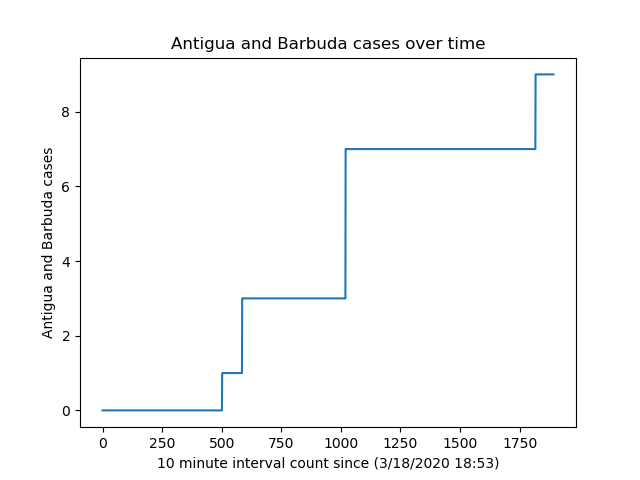 Antigua and Barbuda cases over time
Antigua and Barbuda cases
8
6
4
2
0
0 250 500 750 1000 1250 1500 1750
10 minute interval count since (3/18/2020 18:53)